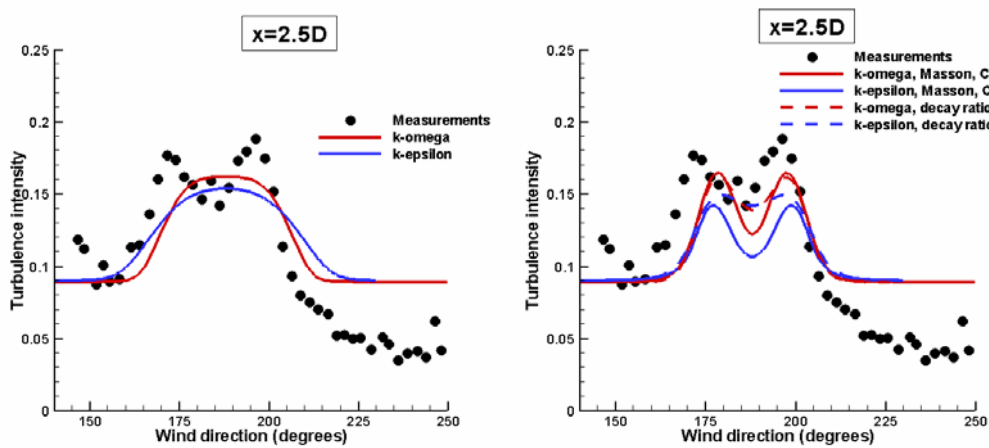 x=2.5D
0.25
0.2
0.15
0.1
0.05
0
Turbulence intensity
Measurements
k-omega
k-epsilon
150
175
200
225
250
Wind direction (degrees)
x=2.5D
0.25
0.2
0.15
0.1
0.05
0
Turbulence intensity
Measurements
k-omega, Masson, C
k-epsilon, Masson, C
k-omega, decay ratio
k-epsilon, decay ratio
150
175
200
225
250
Wind direction (degrees)